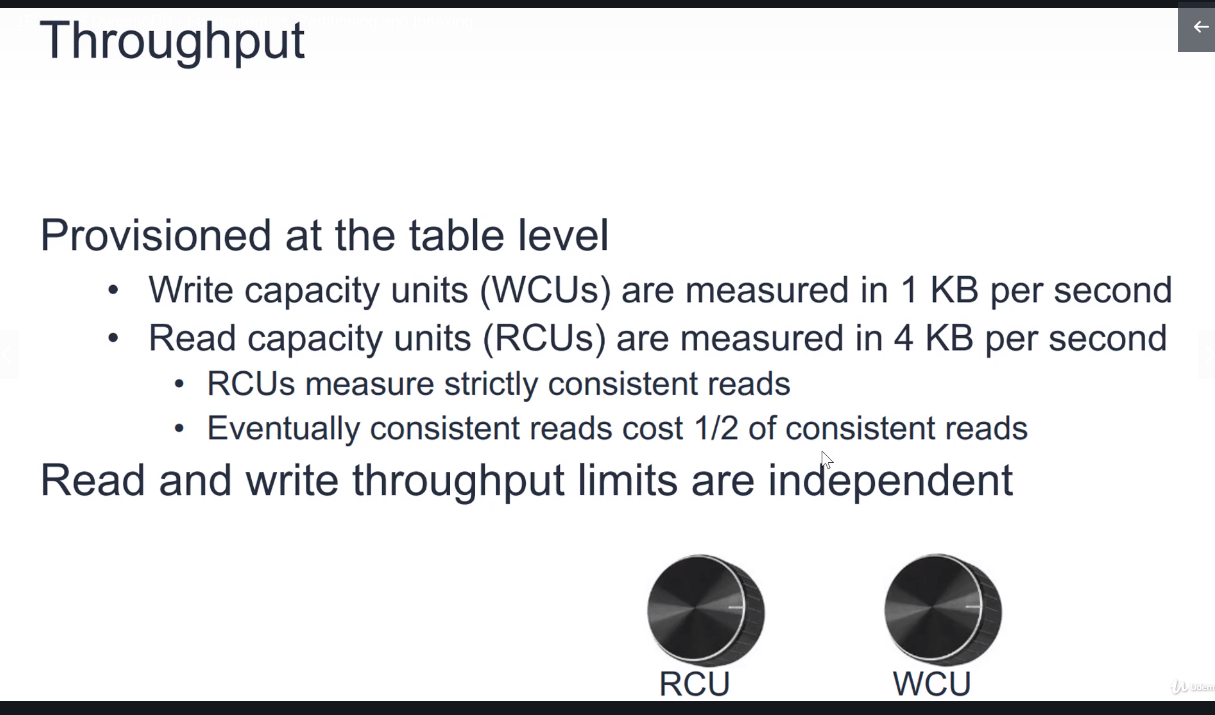 Throughput
Provisioned at the table level
• Write capacity units (WCUs) are measured in 1 KB per second
• Read capacity units (RCUs) are measured in 4 KB per second
• RCUs measure strictly consistent reads
• Eventually consistent reads cost 1/2 of consistent reads
Read and write throughput limits are independent
RCU WCU